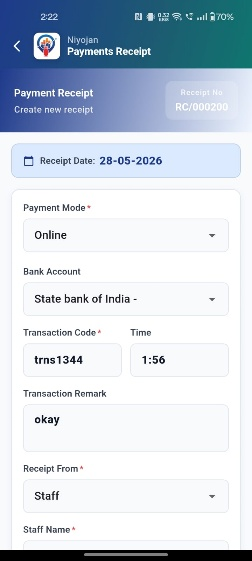 2:22
0.32
KB/S
70%
Niyojan
Payments Receipt
Payment Receipt
Create new receipt
Receipt No
RC/000200
Receipt Date: 28-05-2026
Payment Mode*
Online
Bank Account
State bank of India -
Transaction Code* Time
trns1344 1:56
Transaction Remark
okay
Receipt From*
Staff
Staff Name*